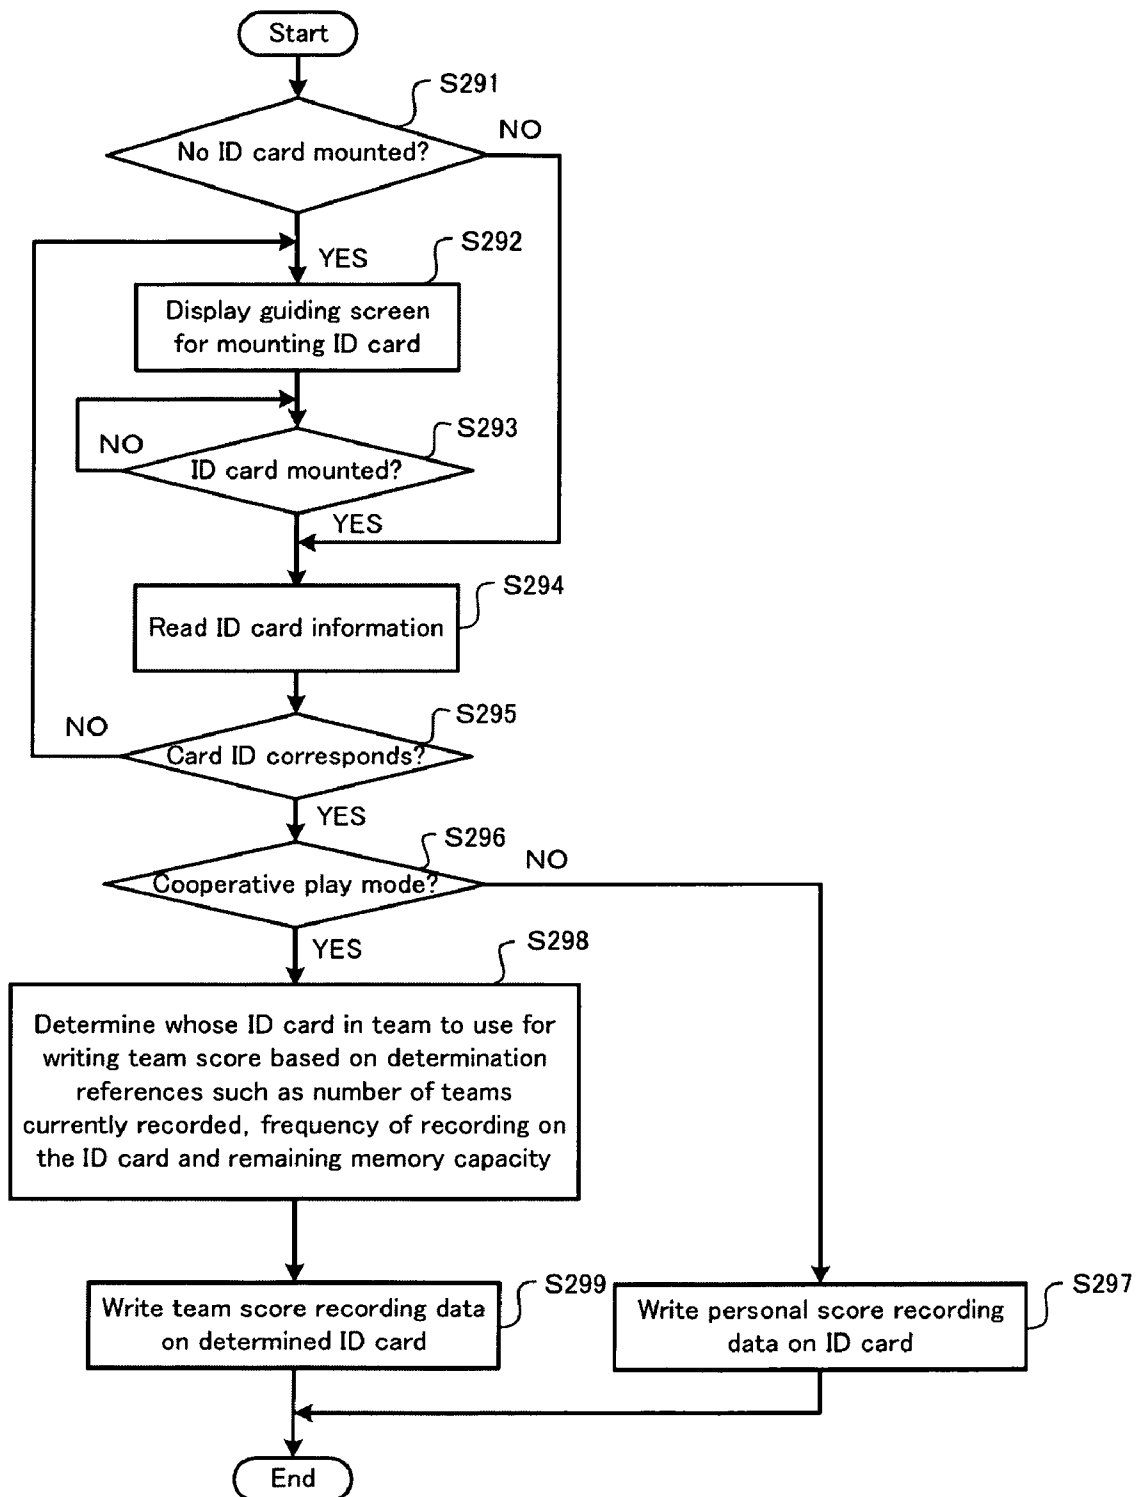 Start
S291
No ID card mounted?
NO
YES
S292
Display guiding screen
for mounting ID card
S293
NO
ID card mounted?
YES
S294
Read ID card information
S295
NO
Card ID corresponds?
YES
S296
NO
Cooperative play mode?
YES
S298
Determine whose ID card in team to use for
writing team score based on determination
references such as number of teams
currently recorded, frequency of recording on
the ID card and remaining memory capacity
S299
Write team score recording data
on determined ID card
S297
Write personal score recording
data on ID card
End